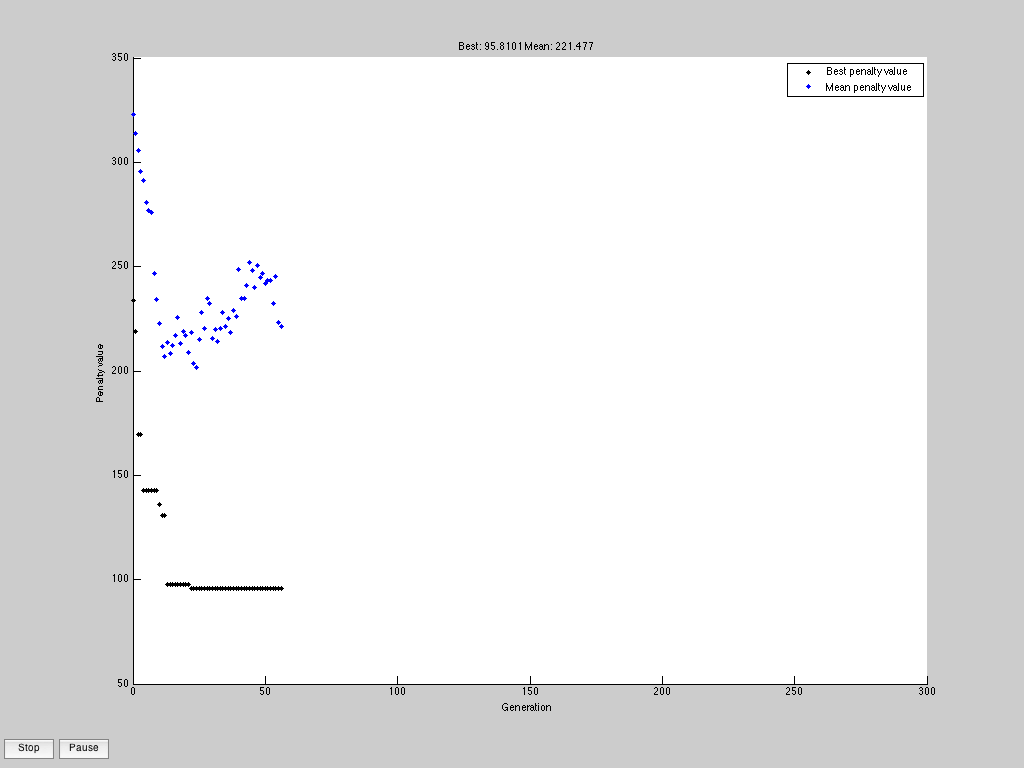 Best: 95.8101 Mean: 221.477
350
Best penalty value
Mean penalty value
300
250
200
Penalty value
150
100
50
0 50 100 150 200 250 300
Generation
Stop Pause